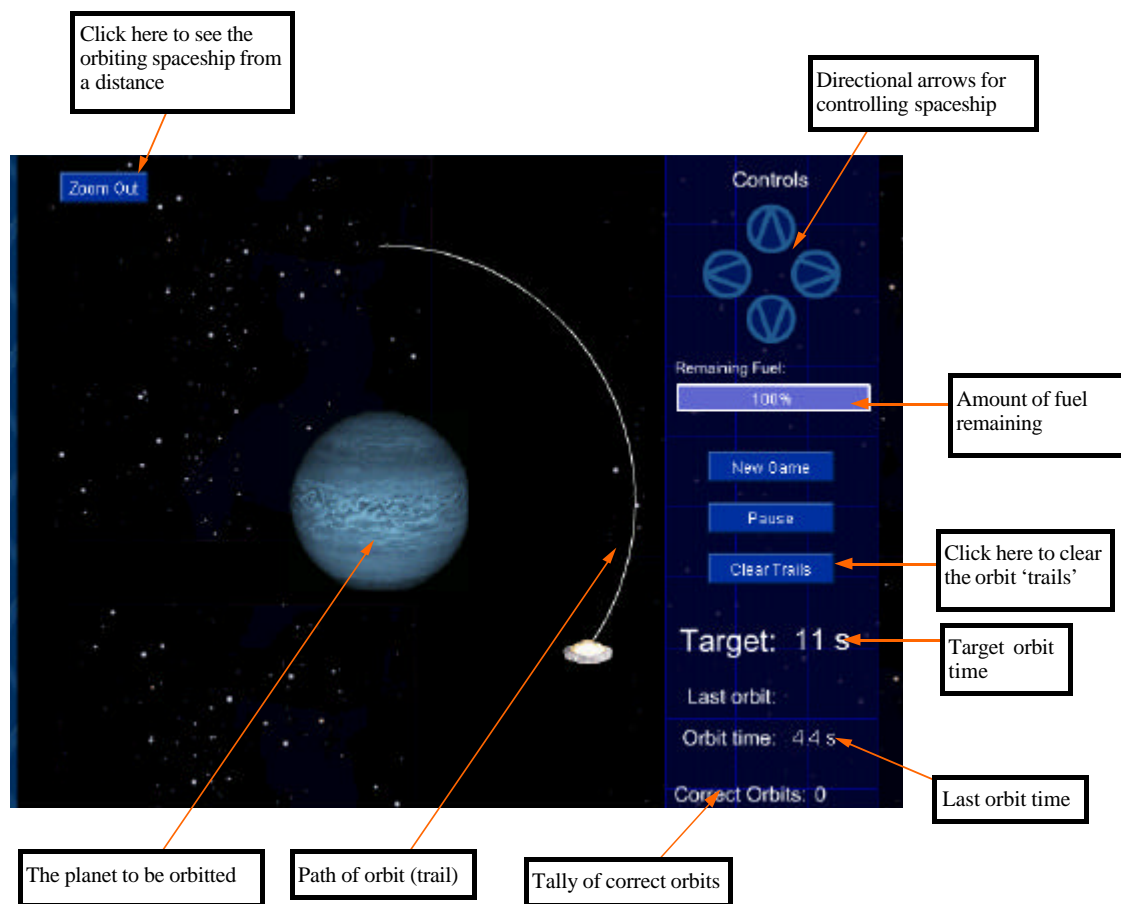 Click here to see the
orbiting spaceship from
a distance
Directional arrows for
controlling spaceship
Zoom Out
Controls
Remaining Fuel:
100%
Amount of fuel
remaining
New Game
Pause
Clear Trails
Click here to clear
the orbit ‘trails’
Target: 11 s
Target orbit
time
Last orbit:
Orbit time: 4.4 s
Correct Orbits: 0
Last orbit time
The planet to be orbitted
Path of orbit (trail)
Tally of correct orbits